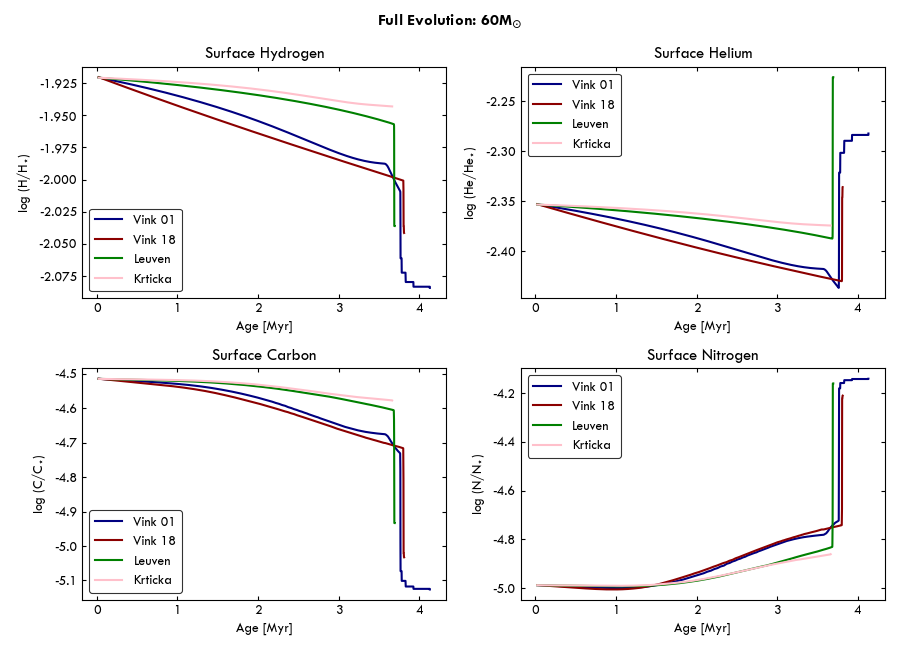 Full Evolution: 60M☉
Surface Hydrogen
log (H/H⋆)
-1.925
-1.950
-1.975
-2.000
-2.025
-2.050
-2.075
Vink 01
Vink 18
Leuven
Krticka
0 1 2 3 4
Age [Myr]
Surface Helium
log (He/He⋆)
-2.25
-2.30
-2.35
-2.40
Vink 01
Vink 18
Leuven
Krticka
0 1 2 3 4
Age [Myr]
Surface Carbon
log (C/C⋆)
-4.5
-4.6
-4.7
-4.8
-4.9
-5.0
-5.1
Vink 01
Vink 18
Leuven
Krticka
0 1 2 3 4
Age [Myr]
Surface Nitrogen
log (N/N⋆)
-4.2
-4.4
-4.6
-4.8
-5.0
Vink 01
Vink 18
Leuven
Krticka
0 1 2 3 4
Age [Myr]